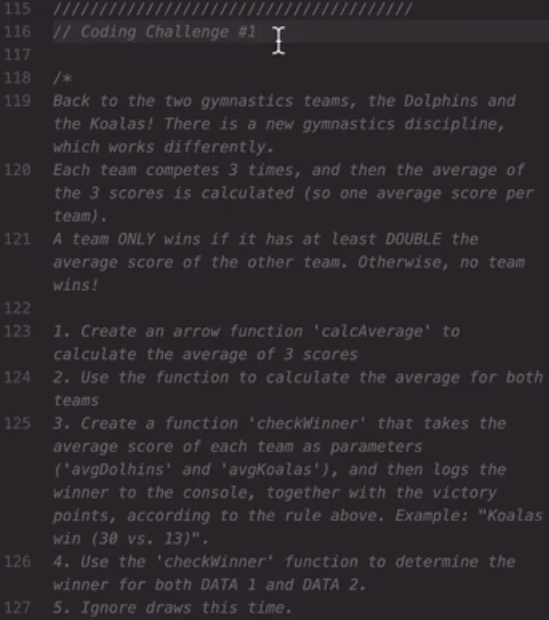 115 //////////////////////////////////////
116 // Coding Challenge #1
117
118 /*
119 Back to the two gymnastics teams, the Dolphins and
the Koalas! There is a new gymnastics discipline,
which works differently.
120 Each team competes 3 times, and then the average of
the 3 scores is calculated (so one average score per
team).
121 A team ONLY wins if it has at least DOUBLE the
average score of the other team. Otherwise, no team
wins!
122
123 1. Create an arrow function 'calcAverage' to
calculate the average of 3 scores
124 2. Use the function to calculate the average for both
teams
125 3. Create a function 'checkWinner' that takes the
average score of each team as parameters
('avgDolhins' and 'avgKoalas'), and then logs the
winner to the console, together with the victory
points, according to the rule above. Example: "Koalas
win (30 vs. 13)".
126 4. Use the 'checkWinner' function to determine the
winner for both DATA 1 and DATA 2.
127 5. Ignore draws this time.